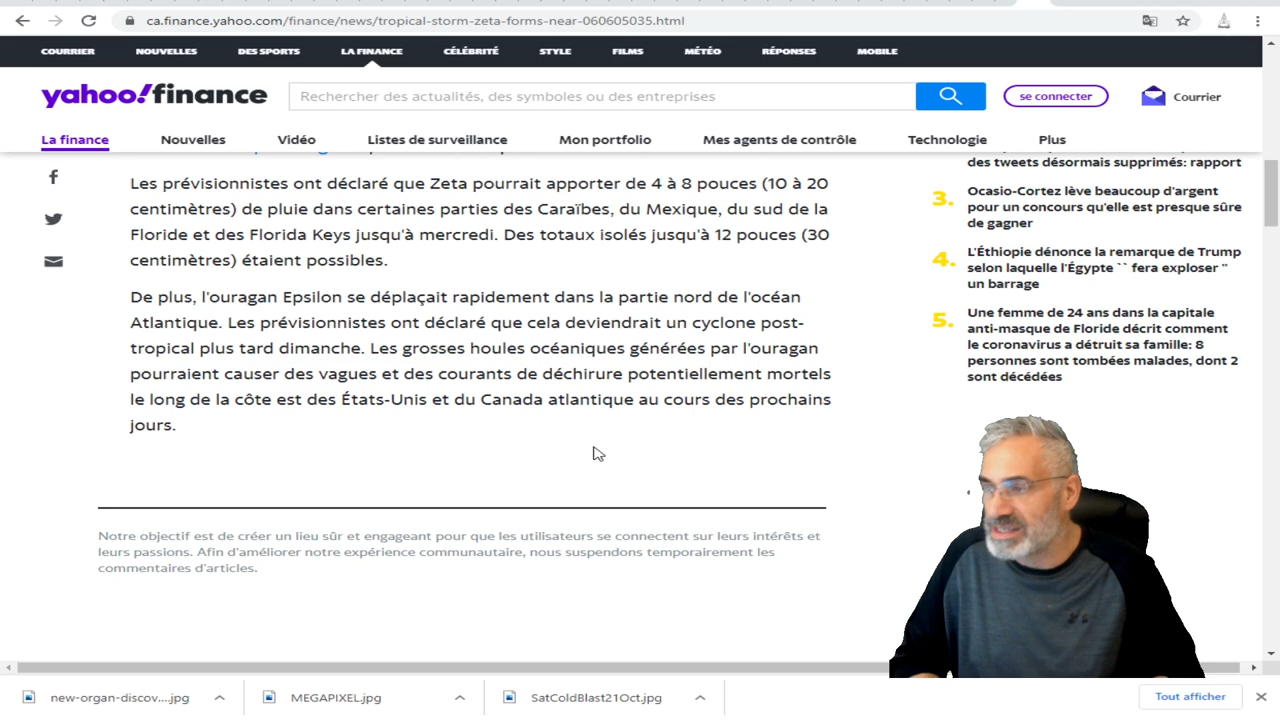 ca.finance.yahoo.com/finance/news/tropical-storm-zeta-forms-near-060605035.html
COURRIER NOUVELLES DES SPORTS LA FINANCE CÉLÉBRITÉ STYLE FILMS MÉTÉO RÉPONSES MOBILE
yahoo!finance
Rechercher des actualités, des symboles ou des entreprises
se connecter
Courrier
La finance Nouvelles Vidéo Listes de surveillance Mon portfolio Mes agents de contrôle Technologie Plus
Les prévisionnistes ont déclaré que Zeta pourrait apporter de 4 à 8 pouces (10 à 20
centimètres) de pluie dans certaines parties des Caraïbes, du Mexique, du sud de la
Floride et des Florida Keys jusqu'à mercredi. Des totaux isolés jusqu'à 12 pouces (30
centimètres) étaient possibles.
De plus, l'ouragan Epsilon se déplaçait rapidement dans la partie nord de l'océan
Atlantique. Les prévisionnistes ont déclaré que cela deviendrait un cyclone post-
tropical plus tard dimanche. Les grosses houles océaniques générées par l'ouragan
pourraient causer des vagues et des courants de déchirure potentiellement mortels
le long de la côte est des États-Unis et du Canada atlantique au cours des prochains
jours.
Notre objectif est de créer un lieu sûr et engageant pour que les utilisateurs se connectent sur leurs intérêts et
leurs passions. Afin d'améliorer notre expérience communautaire, nous suspendons temporairement les
commentaires d'articles.
des tweets désormais supprimés: rapport
3. Ocasio-Cortez lève beaucoup d'argent
pour un concours qu'elle est presque sûre
de gagner
4. L'Éthiopie dénonce la remarque de Trump
selon laquelle l'Égypte `` fera exploser ''
un barrage
5. Une femme de 24 ans dans la capitale
anti-masque de Floride décrit comment
le coronavirus a détruit sa famille: 8
personnes sont tombées malades, dont 2
sont décédées
new-organ-discov....jpg
MEGAPIXEL.jpg
SatColdBlast21Oct.jpg
Tout afficher